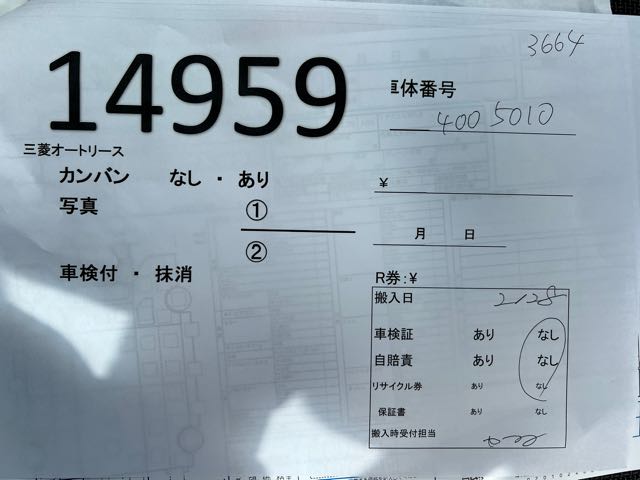 3664
14959
車体番号
4005010
三菱オートリース
カンバン なし ・ あり
¥
写真 ①
②
月 日
車検付 ・ 抹消
R券:¥
搬入日
車検証 あり なし
自賠責 あり なし
リサイクル券 あり なし
保証書 あり なし
搬入時受付担当